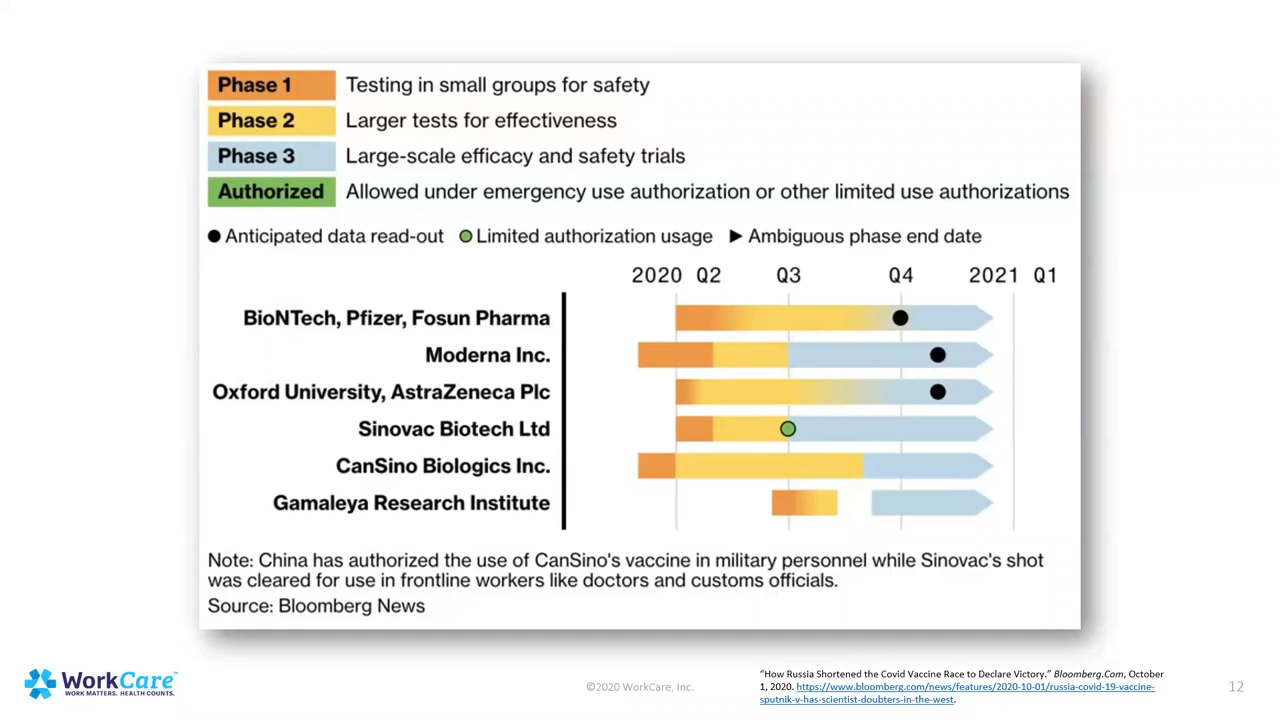 Phase 1 Testing in small groups for safety
Phase 2 Larger tests for effectiveness
Phase 3 Large-scale efficacy and safety trials
Authorized Allowed under emergency use authorization or other limited use authorizations
Anticipated data read-out Limited authorization usage Ambiguous phase end date
2020 Q2 Q3 Q4 2021 Q1
BioNTech, Pfizer, Fosun Pharma
Moderna Inc.
Oxford University, AstraZeneca Plc
Sinovac Biotech Ltd
CanSino Biologics Inc.
Gamaleya Research Institute
Note: China has authorized the use of CanSino's vaccine in military personnel while Sinovac's shot
was cleared for use in frontline workers like doctors and customs officials.
Source: Bloomberg News
WorkCare™
WORK MATTERS. HEALTH COUNTS.
©2020 WorkCare, Inc.
“How Russia Shortened the Covid Vaccine Race to Declare Victory.” Bloomberg.Com, October
1, 2020. https://www.bloomberg.com/news/features/2020-10-01/russia-covid-19-vaccine-
sputnik-v-has-scientist-doubters-in-the-west.
12